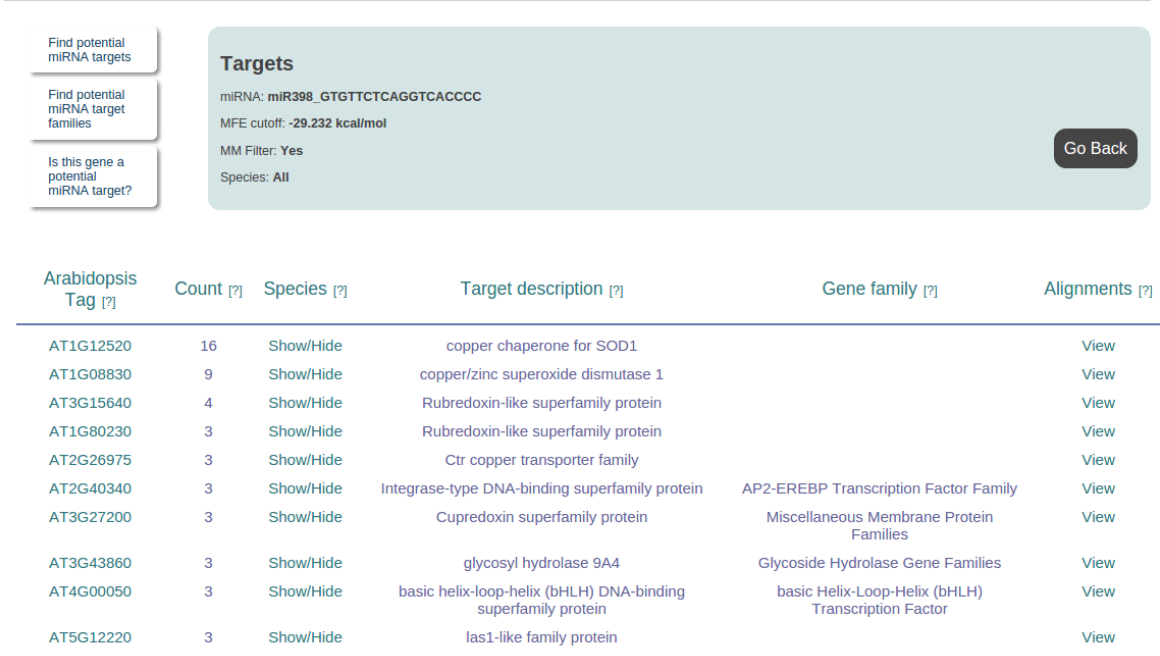 Find potential
miRNA targets
Find potential
miRNA target
families
Is this gene a
potential
miRNA target?
Targets
miRNA: miR398_GTGTTCTCAGGTCACCCC
MFE cutoff: -29.232 kcal/mol
MM Filter: Yes
Species: All
Go Back
Arabidopsis
Tag [?]
Count [?]
Species [?]
Target description [?]
Gene family [?]
Alignments [?]
AT1G12520 16 Show/Hide copper chaperone for SOD1 View
AT1G08830 9 Show/Hide copper/zinc superoxide dismutase 1 View
AT3G15640 4 Show/Hide Rubredoxin-like superfamily protein View
AT1G80230 3 Show/Hide Rubredoxin-like superfamily protein View
AT2G26975 3 Show/Hide Ctr copper transporter family View
AT2G40340 3 Show/Hide Integrase-type DNA-binding superfamily protein AP2-EREBP Transcription Factor Family View
AT3G27200 3 Show/Hide Cupredoxin superfamily protein Miscellaneous Membrane Protein View
Families
AT3G43860 3 Show/Hide glycosyl hydrolase 9A4 Glycoside Hydrolase Gene Families View
AT4G00050 3 Show/Hide basic helix-loop-helix (bHLH) DNA-binding basic Helix-Loop-Helix (bHLH) View
superfamily protein Transcription Factor
AT5G12220 3 Show/Hide las1-like family protein View